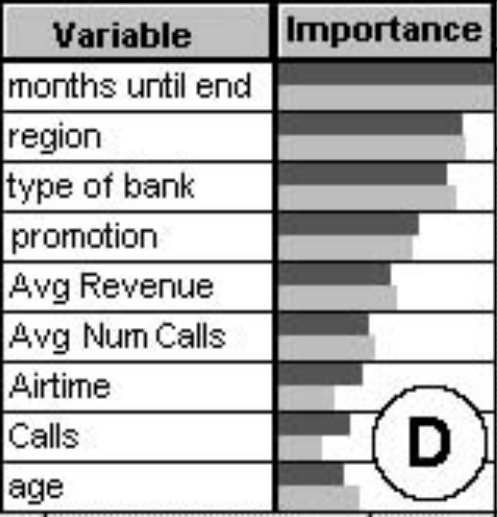 Variable Importance
months until end
region
type of bank
promotion
Avg Revenue
Avg Num Calls
Airtime
Calls
D
age